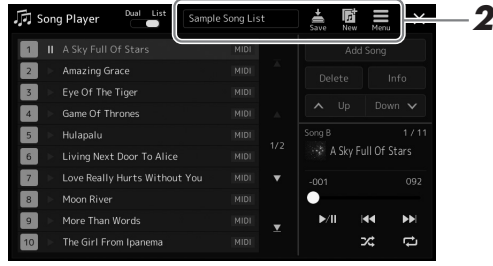 Song Player Dual List Sample Song List Save New Menu 2
1 A Sky Full Of Stars MIDI
2 Amazing Grace MIDI
3 Eye Of The Tiger MIDI
4 Game Of Thrones MIDI
5 Hulapalu MIDI
6 Living Next Door To Alice MIDI
7 Love Really Hurts Without You MIDI
8 Moon River MIDI
9 More Than Words MIDI
10 The Girl From Ipanema MIDI
1/2
Add Song
Delete Info
Up Down
Song B 1 / 11
A Sky Full Of Stars
-001 092